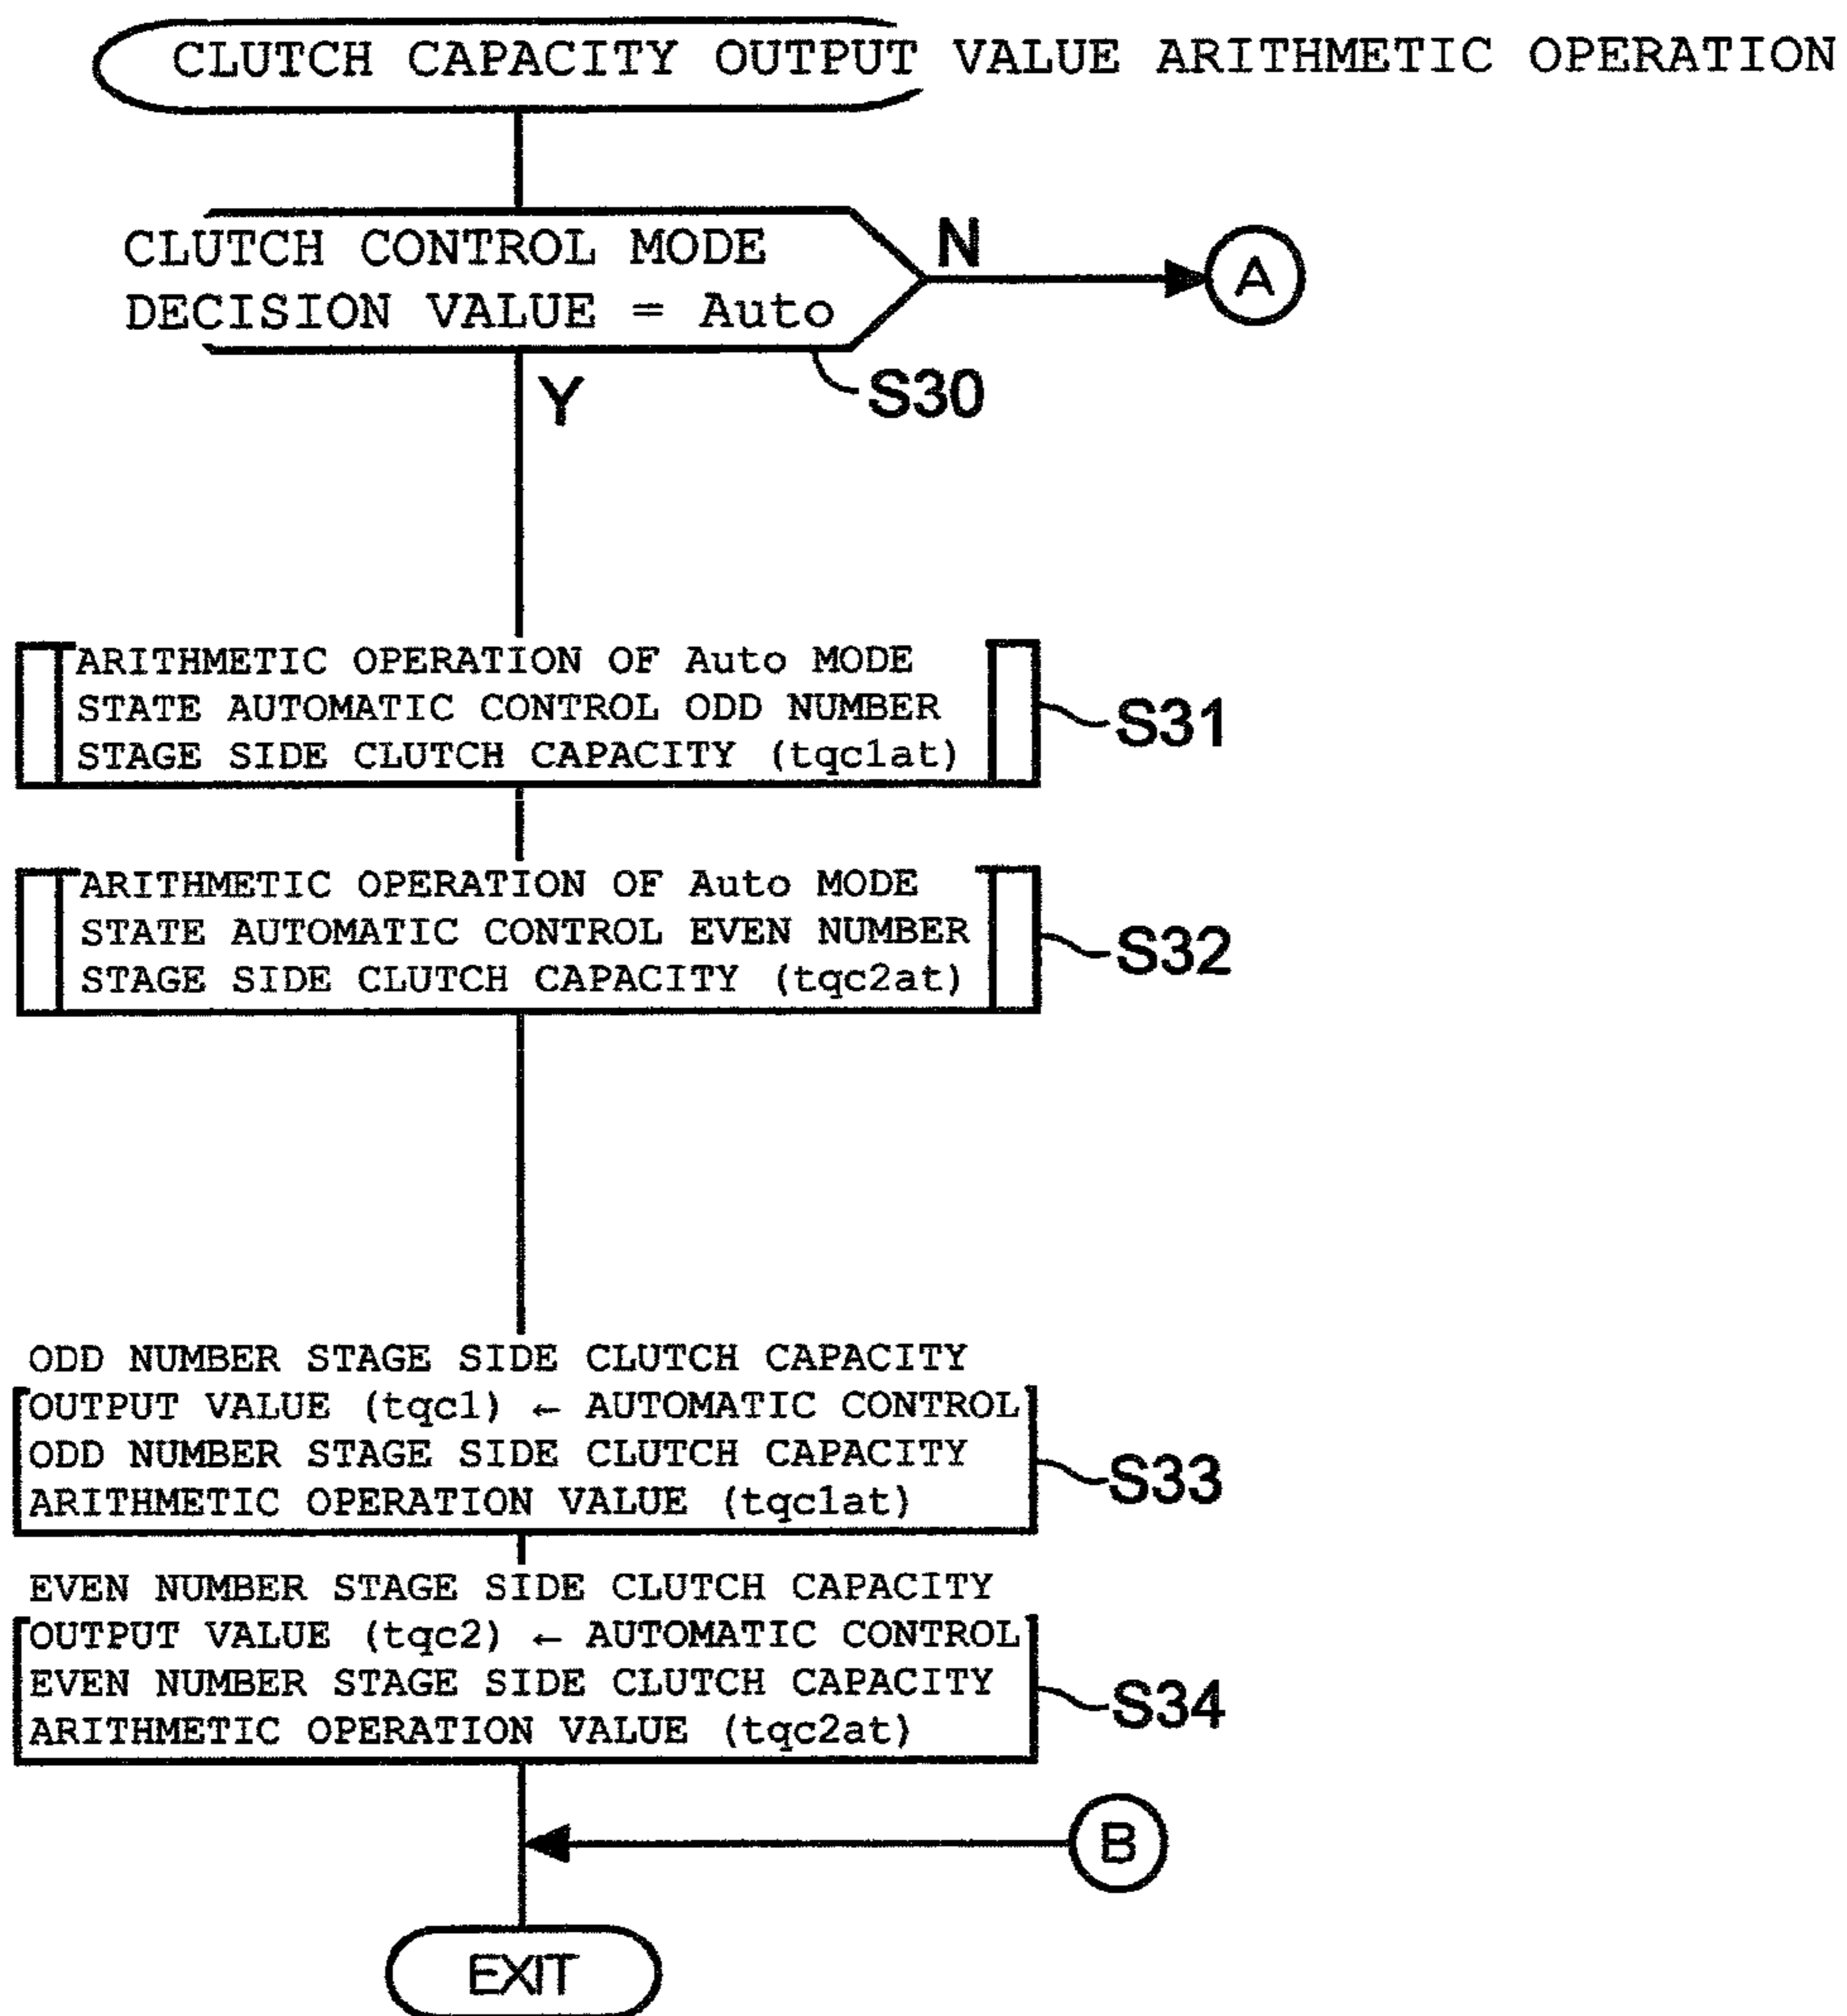 CLUTCH CAPACITY OUTPUT VALUE ARITHMETIC OPERATION
CLUTCH CONTROL MODE
DECISION VALUE = Auto
N
A
Y
S30
ARITHMETIC OPERATION OF Auto MODE
STATE AUTOMATIC CONTROL ODD NUMBER
STAGE SIDE CLUTCH CAPACITY (tqc1at)
S31
ARITHMETIC OPERATION OF Auto MODE
STATE AUTOMATIC CONTROL EVEN NUMBER
STAGE SIDE CLUTCH CAPACITY (tqc2at)
S32
ODD NUMBER STAGE SIDE CLUTCH CAPACITY
OUTPUT VALUE (tqc1) ← AUTOMATIC CONTROL
ODD NUMBER STAGE SIDE CLUTCH CAPACITY
ARITHMETIC OPERATION VALUE (tqc1at)
S33
EVEN NUMBER STAGE SIDE CLUTCH CAPACITY
OUTPUT VALUE (tqc2) ← AUTOMATIC CONTROL
EVEN NUMBER STAGE SIDE CLUTCH CAPACITY
ARITHMETIC OPERATION VALUE (tqc2at)
S34
B
EXIT